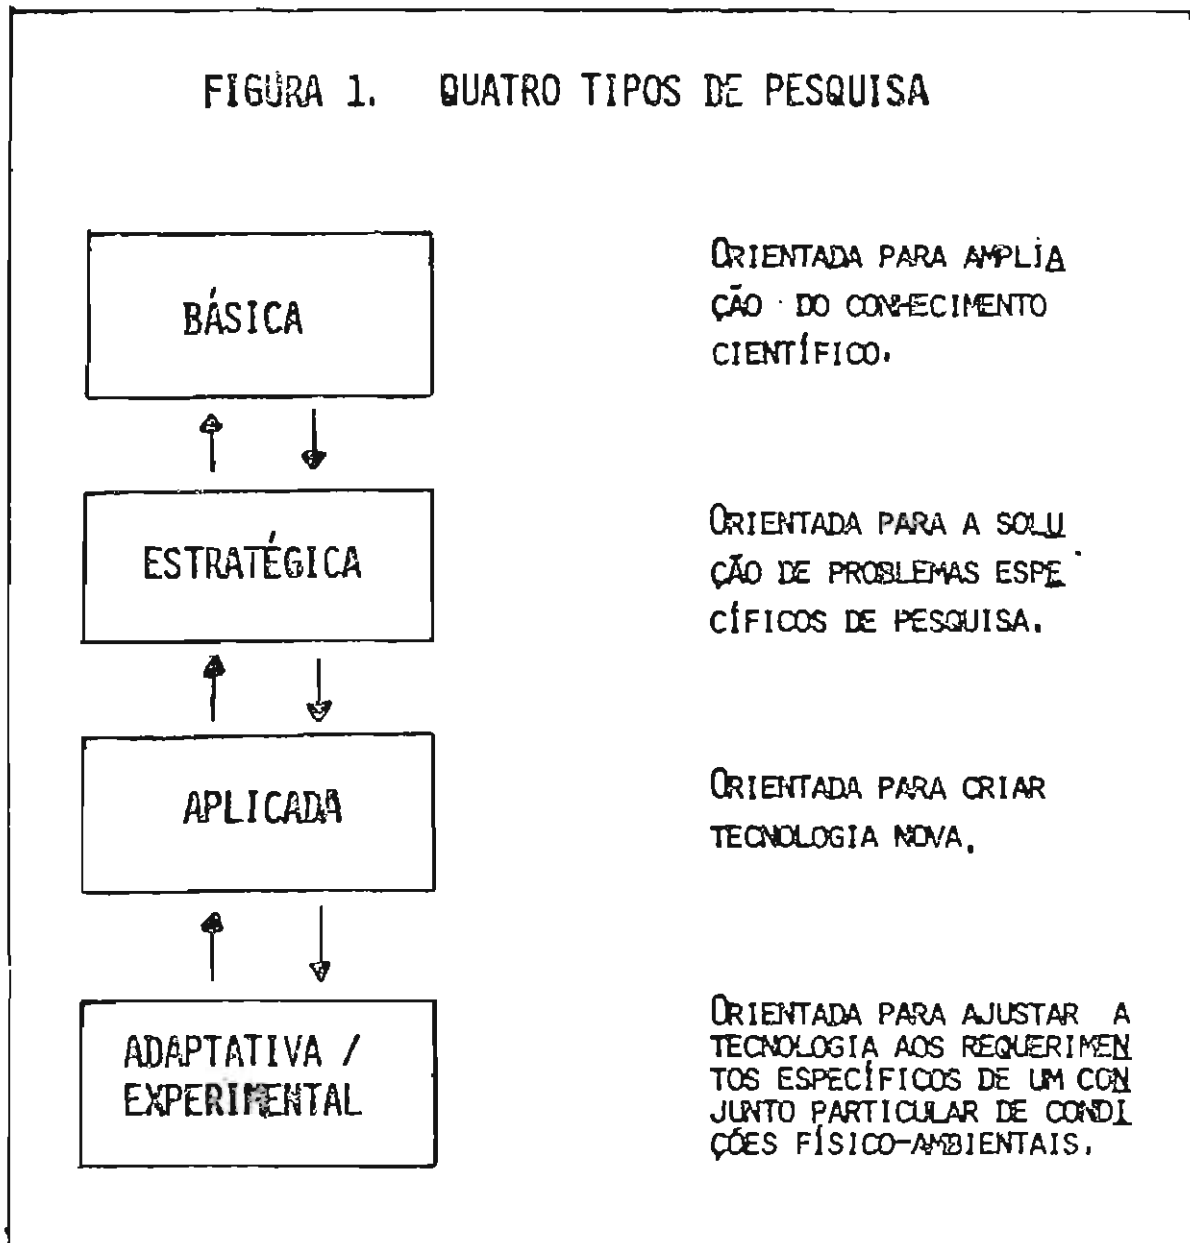 FIGURA 1. QUATRO TIPOS DE PESQUISA
BÁSICA
ORIENTADA PARA AMPLIA
ÇÃO DO CONHECIMENTO
CIENTÍFICO.
ESTRATÉGICA
ORIENTADA PARA A SOLU
ÇÃO DE PROBLEMAS ESPE
CÍFICOS DE PESQUISA.
APLICADA
ORIENTADA PARA CRIAR
TECNOLOGIA NOVA.
ADAPTATIVA /
EXPERIMENTAL
ORIENTADA PARA AJUSTAR A
TECNOLOGIA AOS REQUERIMEN
TOS ESPECÍFICOS DE UM CON
JUNTO PARTICULAR DE CONDI
ÇÕES FÍSICO-AMBIENTAIS.